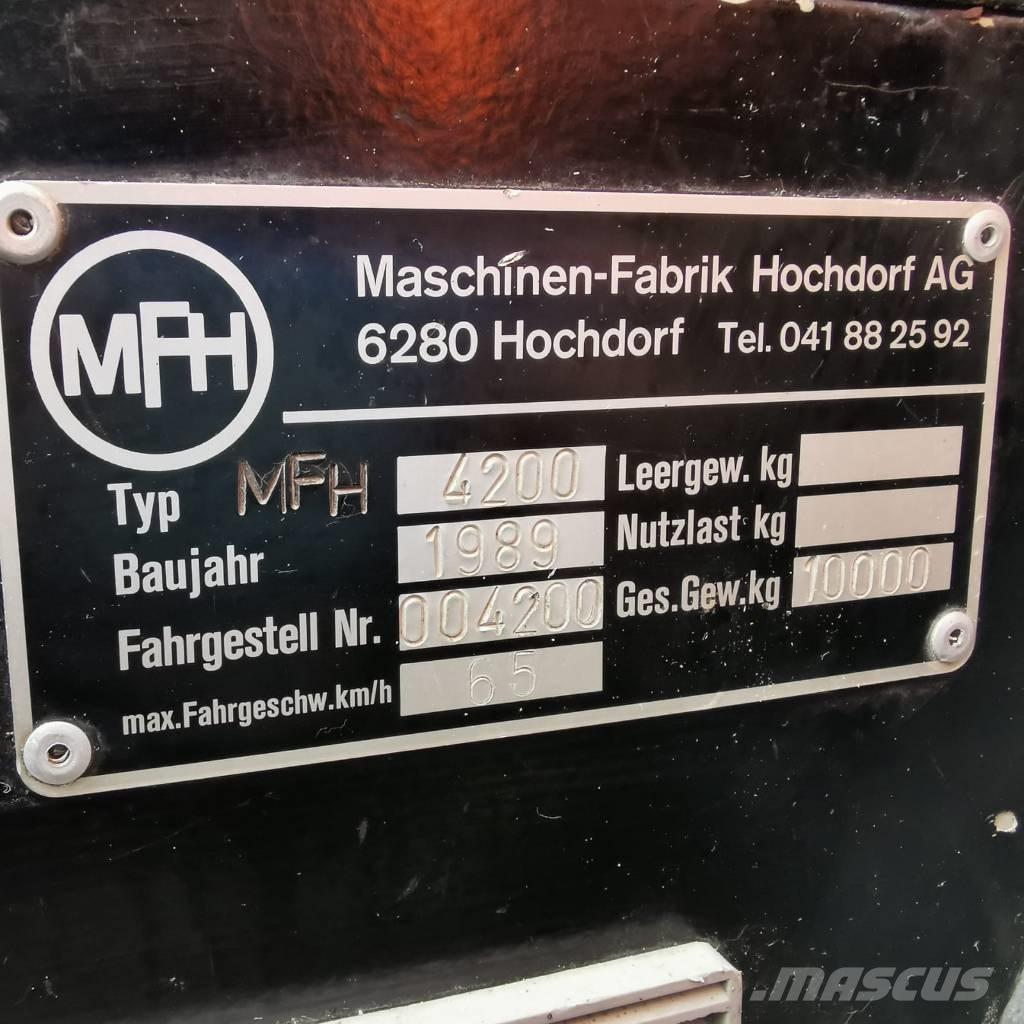 MFH
Maschinen-Fabrik Hochdorf AG
6280 Hochdorf Tel. 041 88 25 92
Typ MFH 4200
Baujahr 1989
Fahrgestell Nr. 004200
max.Fahrgeschw.km/h 65
Leergew. kg
Nutzlast kg
Ges.Gew.kg 10000
mascus